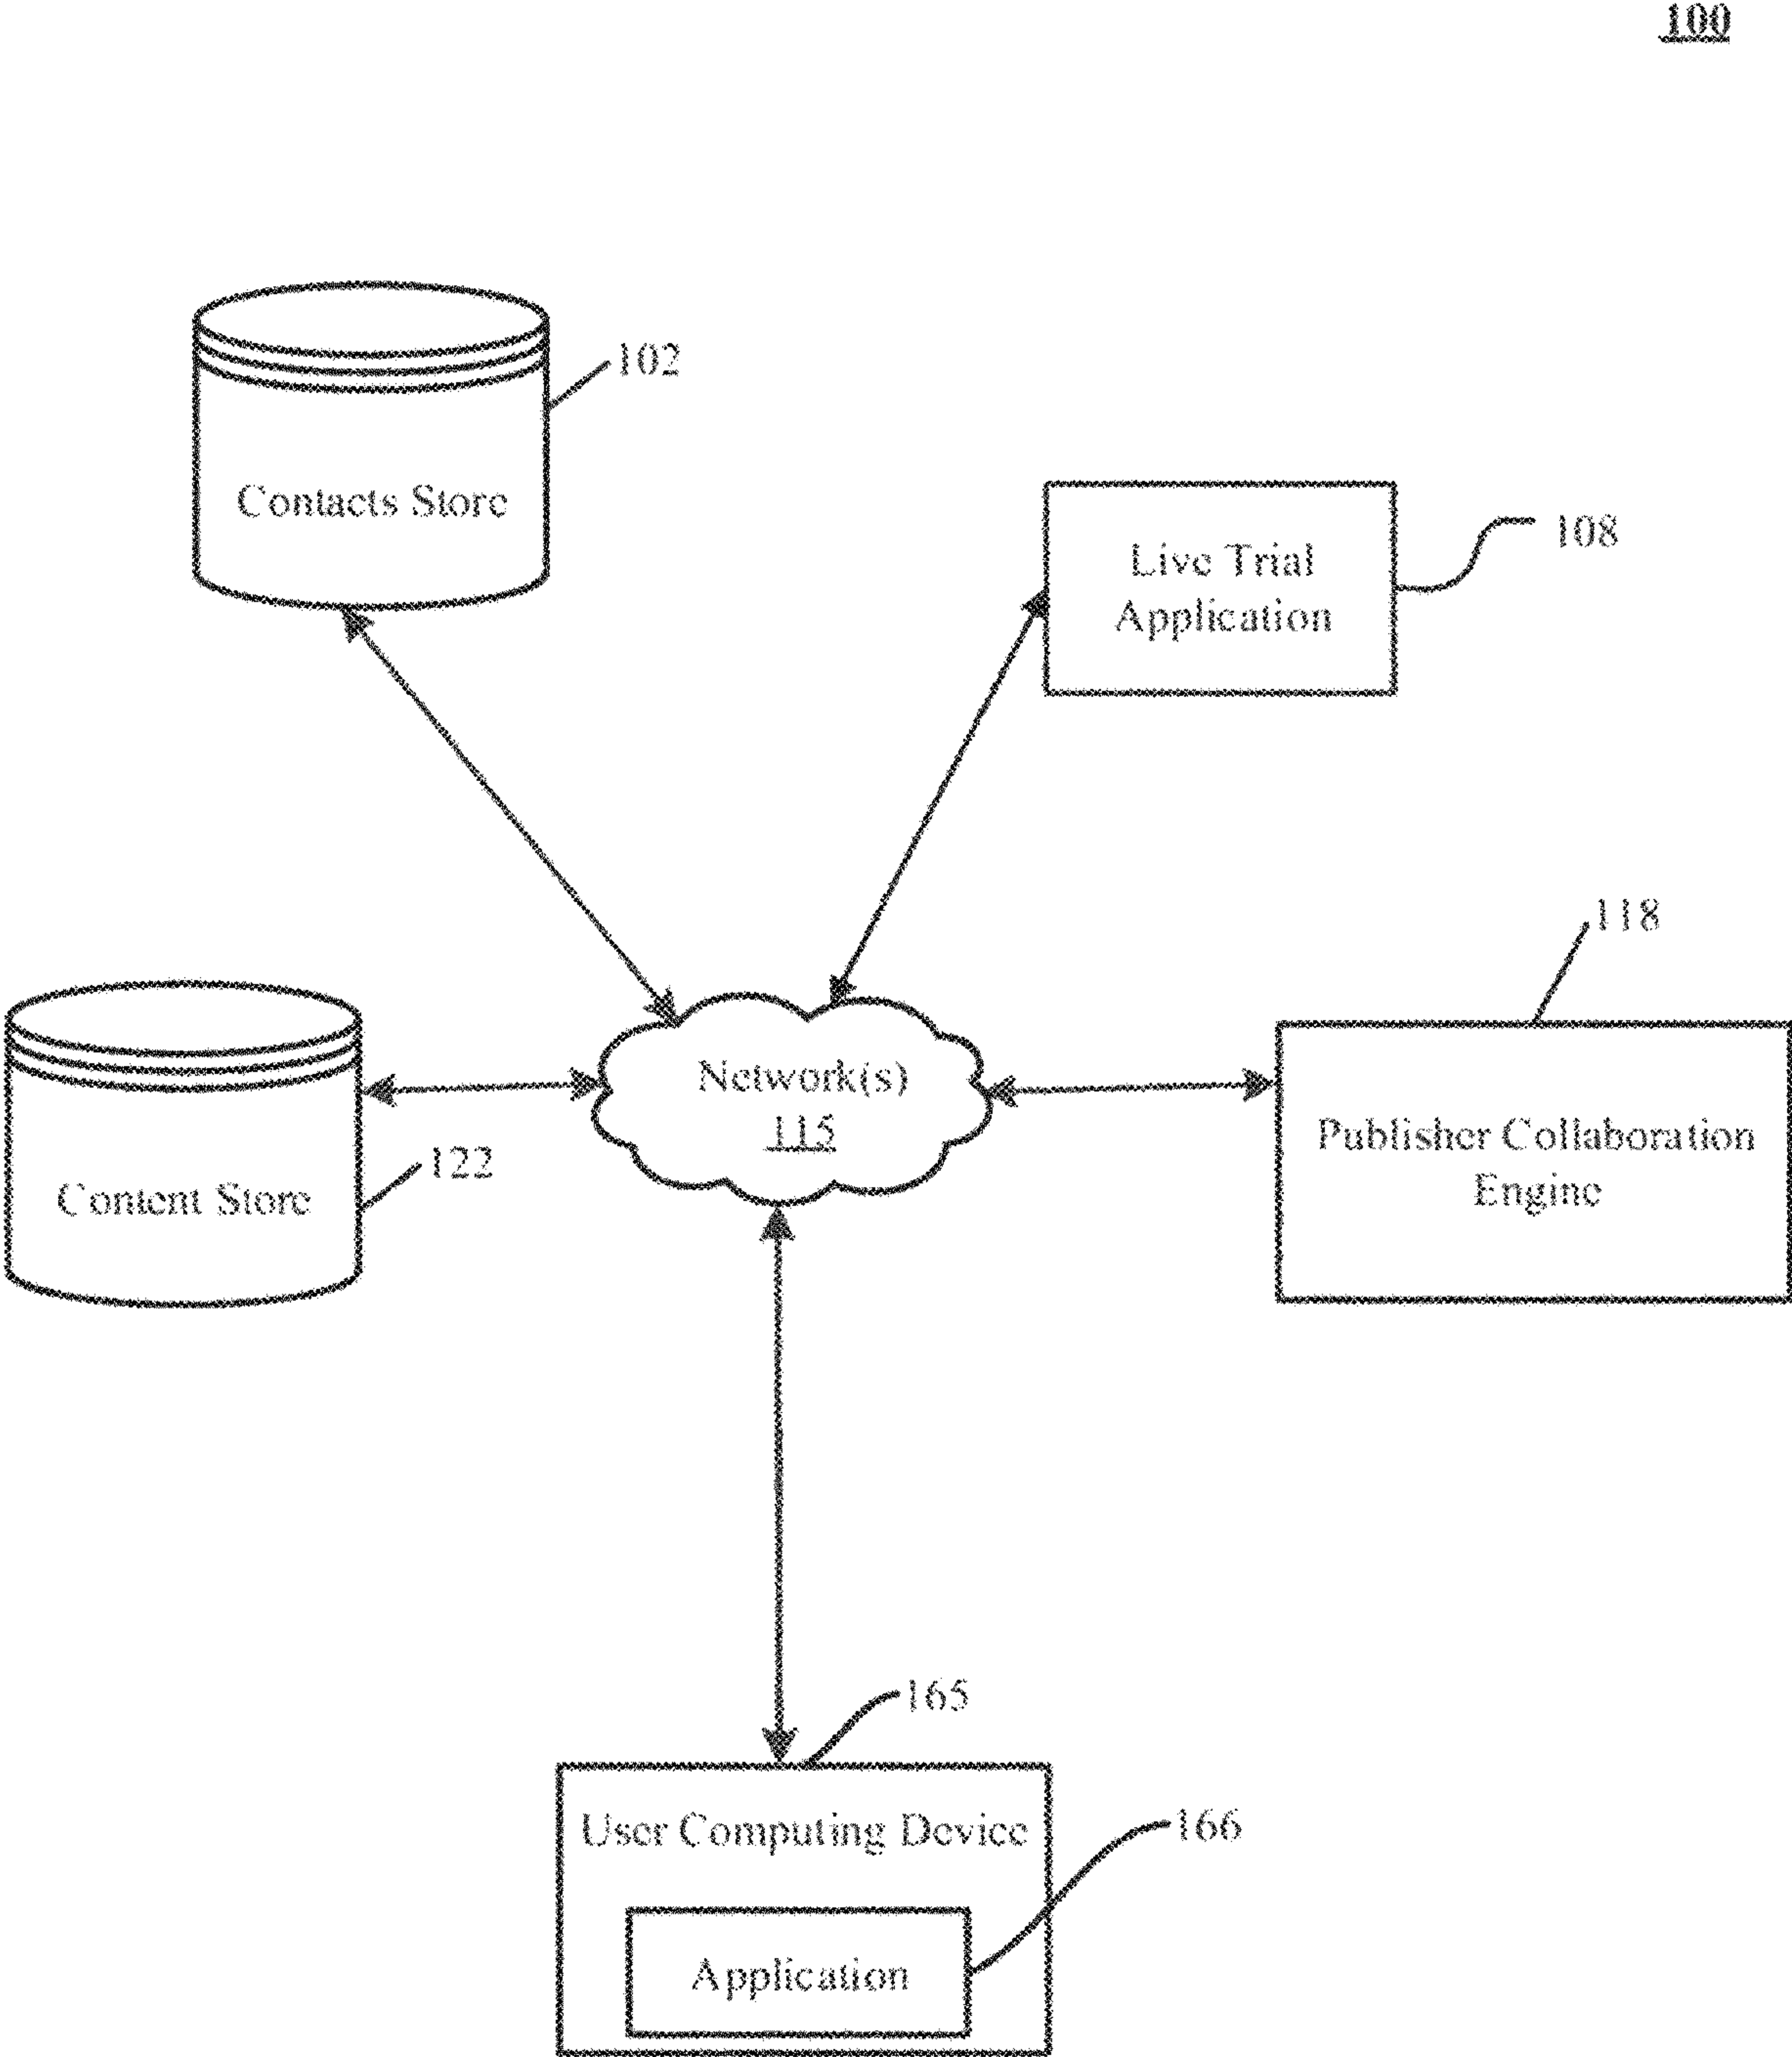 100
102
Contacts Store
Live Trial
Application
108
118
Network(s)
115
Publisher Collaboration
Engine
122
Content Store
165
User Computing Device
166
Application